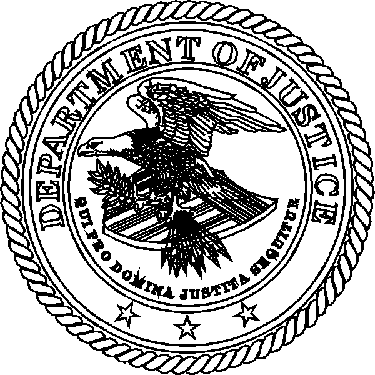 DEPARTMENT OF JUSTICE
QUI PRO DOMINA JUSTITIA SEQUITUR